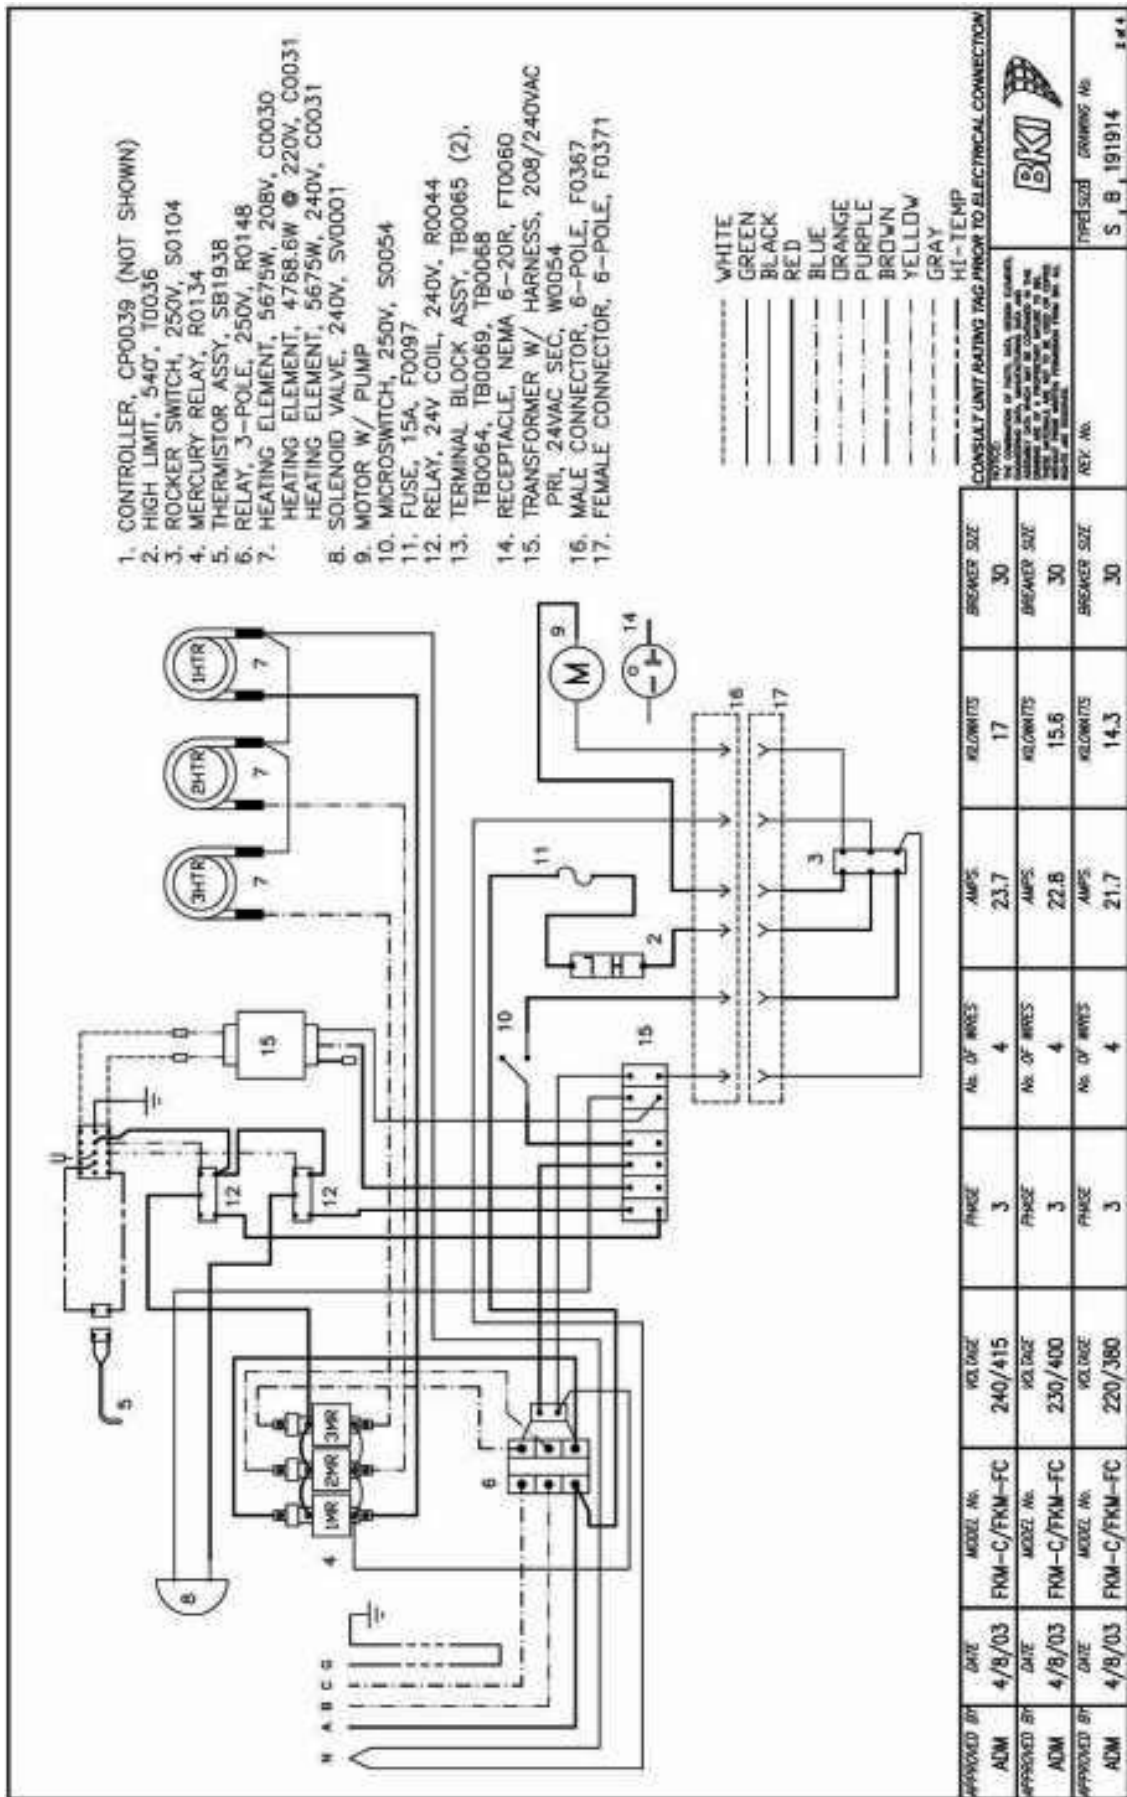 1. CONTROLLER, CP0039 (NOT SHOWN)
2. HIGH LIMIT, 540°, T0036
3. ROCKER SWITCH, 250V, S0104
4. MERCURY RELAY, R0134
5. THERMISTOR ASSY, SB1938
6. RELAY, 3-POLE, 250V, R0148
7. HEATING ELEMENT, 5675W, 208V, C0030
HEATING ELEMENT, 4768.6W @ 220V, C0031
HEATING ELEMENT, 5675W, 240V, C0031
8. SOLENOID VALVE, 240V, SV0001
9. MOTOR W/ PUMP
10. MICROSWITCH, 250V, S0054
11. FUSE, 15A, F0097
12. RELAY, 24V COIL, 240V, R0044
13. TERMINAL BLOCK ASSY, TB0065 (2),
TB0064, TB0069, TB0068
14. RECEPTACLE, NEMA 6-20R, FT0060
15. TRANSFORMER W/ HARNESS, 208/240VAC
PRI, 24VAC SEC, W0054
16. MALE CONNECTOR, 6-POLE, F0367
17. FEMALE CONNECTOR, 6-POLE, F0371
WHITE
GREEN
BLACK
RED
BLUE
ORANGE
PURPLE
BROWN
YELLOW
GRAY
HI-TEMP
3HTR
2HTR
1HTR
7
7
7
15
5
12
12
8
1MR
2MR
3MR
4
6
N A B C G
10
11
2
15
9
M
14
16
17
3
CONSULT UNIT RATING TAG PRIOR TO ELECTRICAL CONNECTION
NOTICE:
BKI
REV. No.
TYPE
SIZE
DRAWING No.
S
B
191914
APPROVED BY DATE MODEL No. VOLTAGE PHASE No. OF WIRES AMPS. KILOWATTS BREAKER SIZE
ADM 4/8/03 FKM-C/FKM-FC 240/415 3 4 23.7 17 30
APPROVED BY DATE MODEL No. VOLTAGE PHASE No. OF WIRES AMPS. KILOWATTS BREAKER SIZE
ADM 4/8/03 FKM-C/FKM-FC 230/400 3 4 22.8 15.6 30
APPROVED BY DATE MODEL No. VOLTAGE PHASE No. OF WIRES AMPS. KILOWATTS BREAKER SIZE
ADM 4/8/03 FKM-C/FKM-FC 220/380 3 4 21.7 14.3 30